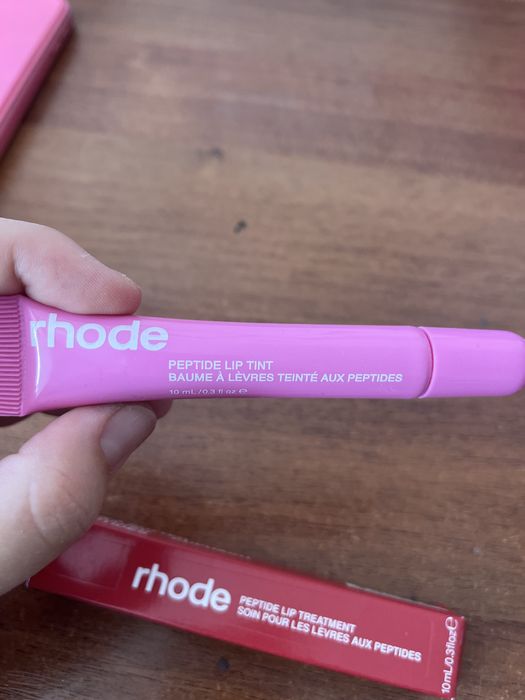 rhode
PEPTIDE LIP TINT
BAUME À LÈVRES TEINTÉ AUX PEPTIDES
10 mL/0.3 fl oz ℮
rhode
PEPTIDE LIP TREATMENT
SOIN POUR LES LÈVRES AUX PEPTIDES
10mL/0.3floz℮